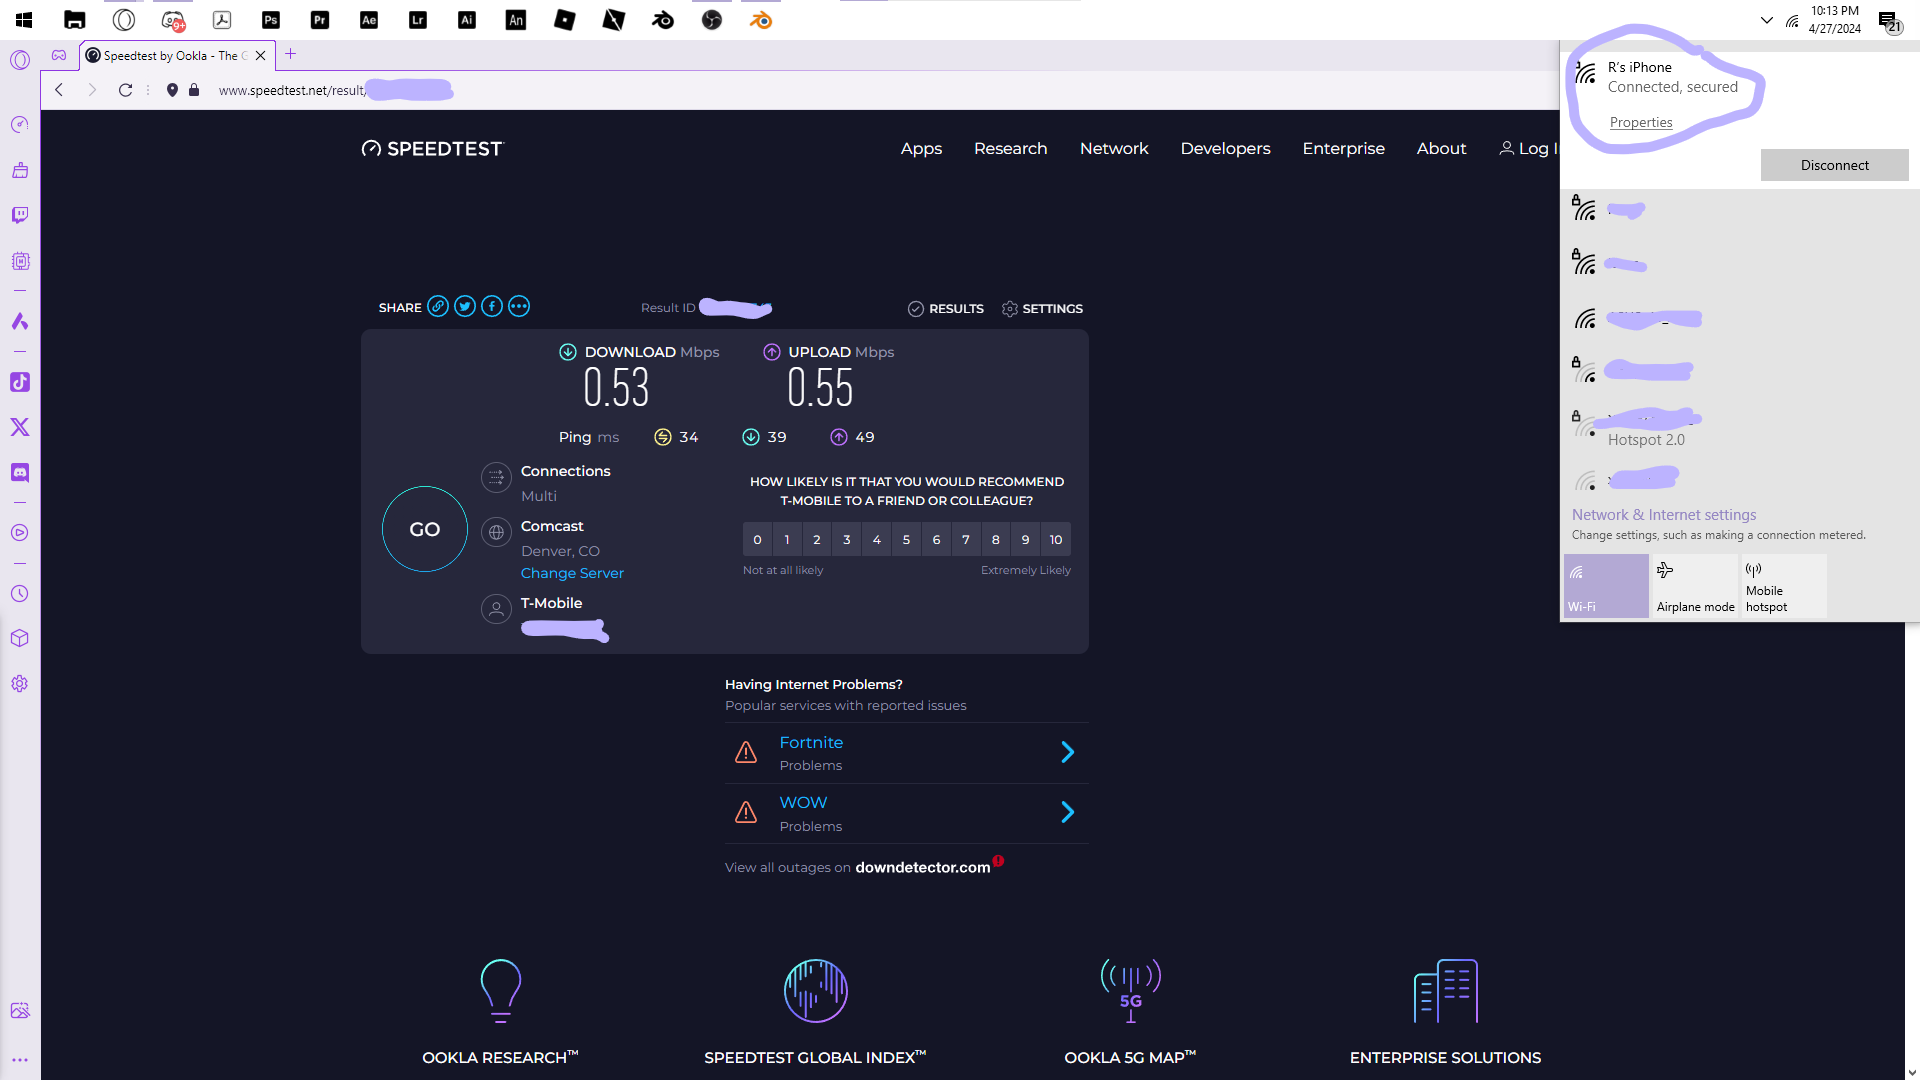 Ps
Pr
Ae
Lr
Ai
An
9+
10:13 PM
4/27/2024
21
Speedtest by Ookla - The G
www.speedtest.net/result/
R's iPhone
Connected, secured
Properties
Disconnect
SPEEDTEST
Apps
Research
Network
Developers
Enterprise
About
Log I
SHARE
Result ID
RESULTS
SETTINGS
DOWNLOAD Mbps
0.53
UPLOAD Mbps
0.55
Ping ms
34
39
49
GO
Connections
Multi
Comcast
Denver, CO
Change Server
T-Mobile
HOW LIKELY IS IT THAT YOU WOULD RECOMMEND
T-MOBILE TO A FRIEND OR COLLEAGUE?
0 1 2 3 4 5 6 7 8 9 10
Not at all likely
Extremely Likely
Hotspot 2.0
Network & Internet settings
Change settings, such as making a connection metered.
Wi-Fi
Airplane mode
Mobile
hotspot
Having Internet Problems?
Popular services with reported issues
Fortnite
Problems
WOW
Problems
View all outages on downdetector.com
5G
OOKLA RESEARCH™
SPEEDTEST GLOBAL INDEX™
OOKLA 5G MAP™
ENTERPRISE SOLUTIONS